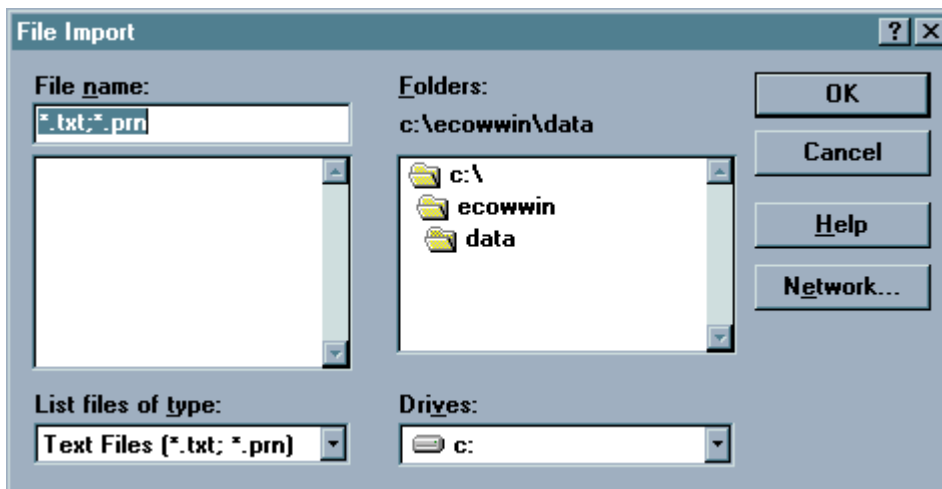 File Import
File name:
*.txt;*.prn
Folders:
c:\ecowwin\data
c:\
ecowwin
data
OK
Cancel
Help
Network...
List files of type:
Text Files (*.txt; *.prn)
Drives:
c: